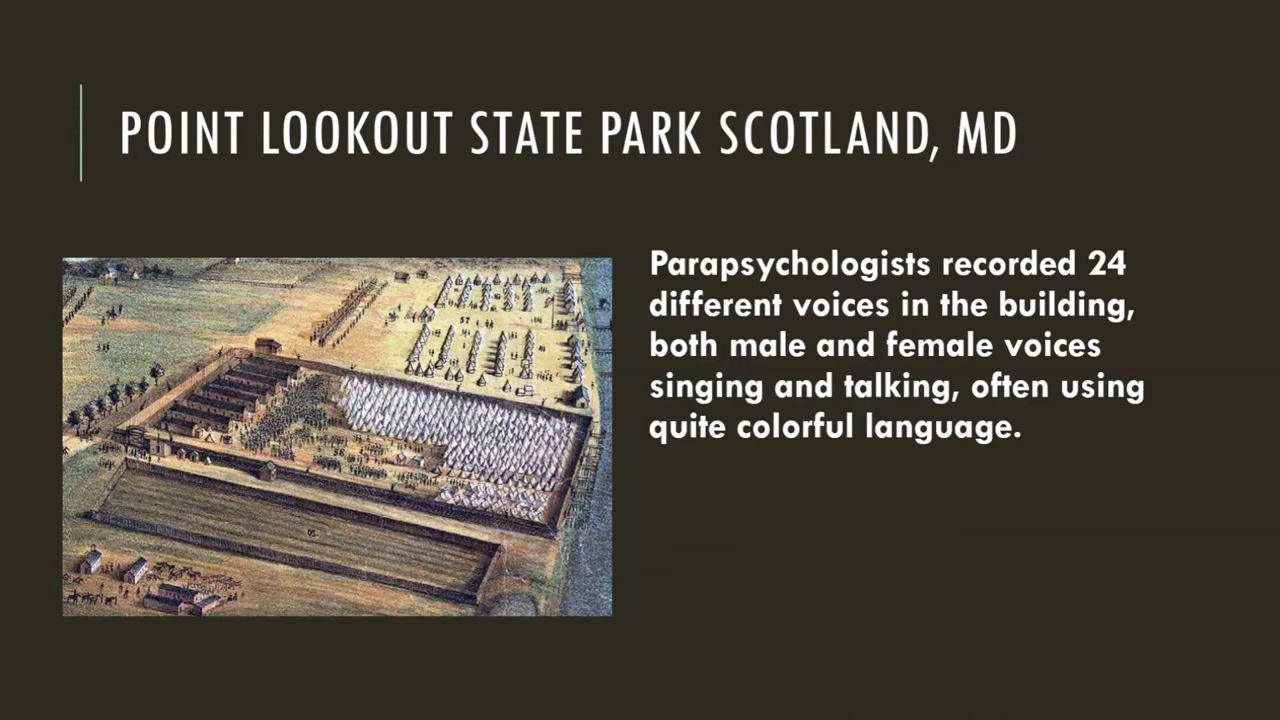 POINT LOOKOUT STATE PARK SCOTLAND, MD
Parapsychologists recorded 24
different voices in the building,
both male and female voices
singing and talking, often using
quite colorful language.
57